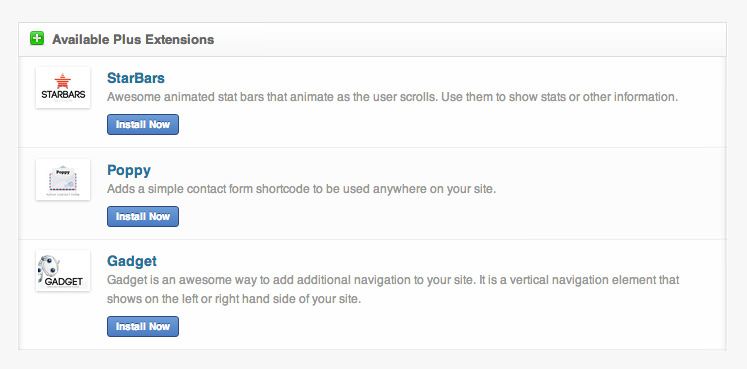 Available Plus Extensions
STARBARS
StarBars
Awesome animated stat bars that animate as the user scrolls. Use them to show stats or other information.
Install Now
Poppy
Poppy
Adds a simple contact form shortcode to be used anywhere on your site.
Install Now
GADGET
Gadget
Gadget is an awesome way to add additional navigation to your site. It is a vertical navigation element that
shows on the left or right hand side of your site.
Install Now